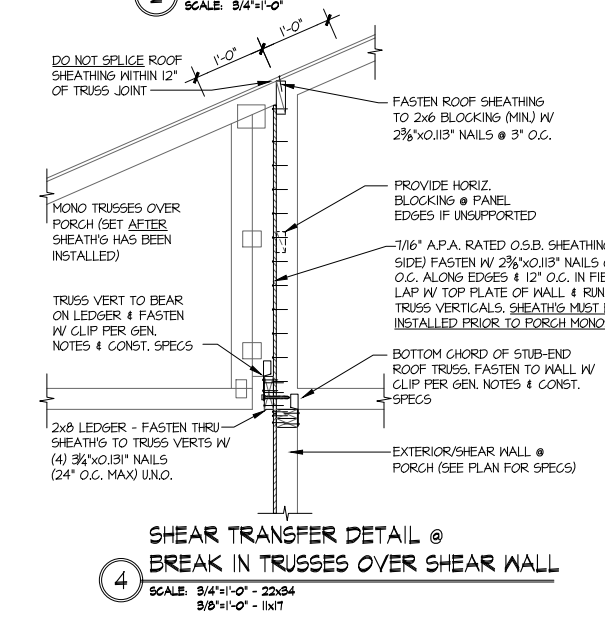 SCALE: 3/4"=1'-0"
1'-0"
1'-0"
DO NOT SPLICE ROOF
SHEATHING WITHIN 12"
OF TRUSS JOINT
FASTEN ROOF SHEATHING
TO 2x6 BLOCKING (MIN.) W/
2⅜"x0.113" NAILS @ 3" O.C.
PROVIDE HORIZ.
BLOCKING @ PANEL
EDGES IF UNSUPPORTED
MONO TRUSSES OVER
PORCH (SET AFTER
SHEATH'G HAS BEEN
INSTALLED)
7/16" A.P.A. RATED O.S.B. SHEATHING
SIDE) FASTEN W/ 2⅜"x0.113" NAILS
O.C. ALONG EDGES & 12" O.C. IN
LAP W/ TOP PLATE OF WALL & RUN
TRUSS VERTICALS. SHEATH'G MUST
INSTALLED PRIOR TO PORCH MONO
TRUSS VERT TO BEAR
ON LEDGER & FASTEN
W/ CLIP PER GEN.
NOTES & CONST. SPECS
BOTTOM CHORD OF STUB-END
ROOF TRUSS. FASTEN TO WALL W/
CLIP PER GEN. NOTES & CONST.
SPECS
2x8 LEDGER - FASTEN THRU
SHEATH'G TO TRUSS VERTS W/
(4) 3¼"x0.131" NAILS
(24" O.C. MAX) U.N.O.
EXTERIOR/SHEAR WALL @
PORCH (SEE PLAN FOR SPECS)
SHEAR TRANSFER DETAIL @
BREAK IN TRUSSES OVER SHEAR WALL
4
SCALE: 3/4"=1'-0" - 22x34
3/8"=1'-0" - 11x17